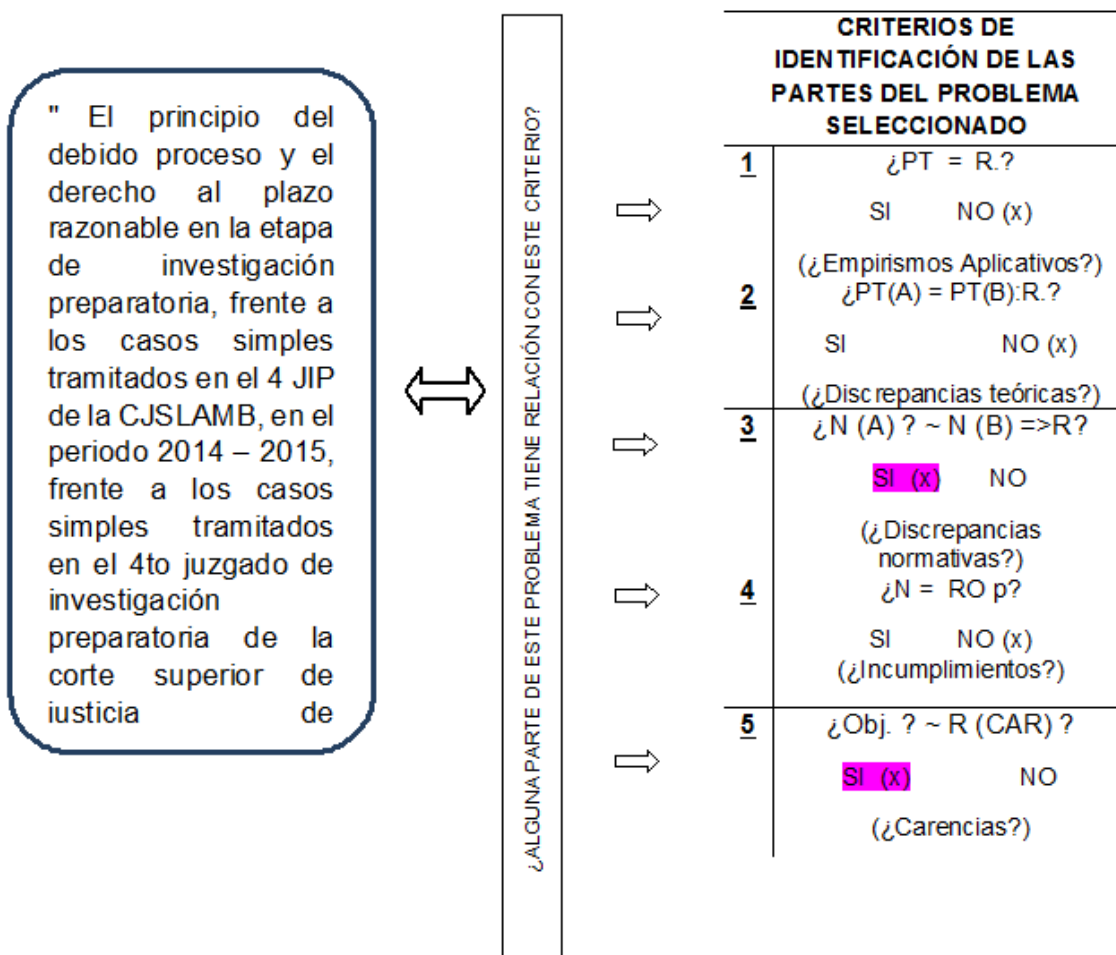 " El principio del
debido proceso y el
derecho al plazo
razonable en la etapa
de investigación
preparatoria, frente a
los casos simples
tramitados en el 4 JIP
de la CJSLAMB, en el
periodo 2014 – 2015,
frente a los casos
simples tramitados
en el 4to juzgado de
investigación
preparatoria de la
corte superior de
justicia de
¿ALGUNA PARTE DE ESTE PROBLEMA TIENE RELACIÓN CON ESTE CRITERIO?
CRITERIOS DE
IDENTIFICACIÓN DE LAS
PARTES DEL PROBLEMA
SELECCIONADO
1 ¿PT = R.?
SI NO (x)
(¿Empirismos Aplicativos?)
2 ¿PT(A) = PT(B):R.?
SI NO (x)
(¿Discrepancias teóricas?)
3 ¿N (A) ? ~ N (B) =>R?
SI (x) NO
(¿Discrepancias
normativas?)
4 ¿N = RO p?
SI NO (x)
(¿Incumplimientos?)
5 ¿Obj. ? ~ R (CAR) ?
SI (x) NO
(¿Carencias?)